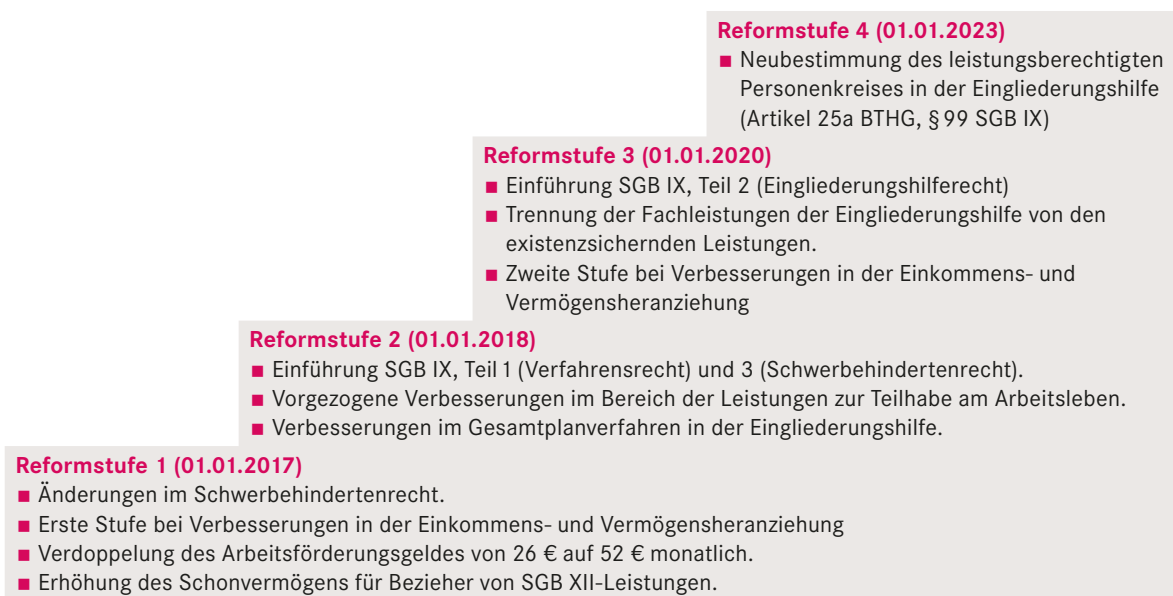 Reformstufe 4 (01.01.2023)
■ Neubestimmung des leistungsberechtigten
Personenkreises in der Eingliederungshilfe
(Artikel 25a BTHG, § 99 SGB IX)
Reformstufe 3 (01.01.2020)
■ Einführung SGB IX, Teil 2 (Eingliederungshilferecht)
■ Trennung der Fachleistungen der Eingliederungshilfe von den
existenzsichernden Leistungen.
■ Zweite Stufe bei Verbesserungen in der Einkommens- und
Vermögensheranziehung
Reformstufe 2 (01.01.2018)
■ Einführung SGB IX, Teil 1 (Verfahrensrecht) und 3 (Schwerbehindertenrecht).
■ Vorgezogene Verbesserungen im Bereich der Leistungen zur Teilhabe am Arbeitsleben.
■ Verbesserungen im Gesamtplanverfahren in der Eingliederungshilfe.
Reformstufe 1 (01.01.2017)
■ Änderungen im Schwerbehindertenrecht.
■ Erste Stufe bei Verbesserungen in der Einkommens- und Vermögensheranziehung
■ Verdoppelung des Arbeitsförderungsgeldes von 26 € auf 52 € monatlich.
■ Erhöhung des Schonvermögens für Bezieher von SGB XII-Leistungen.